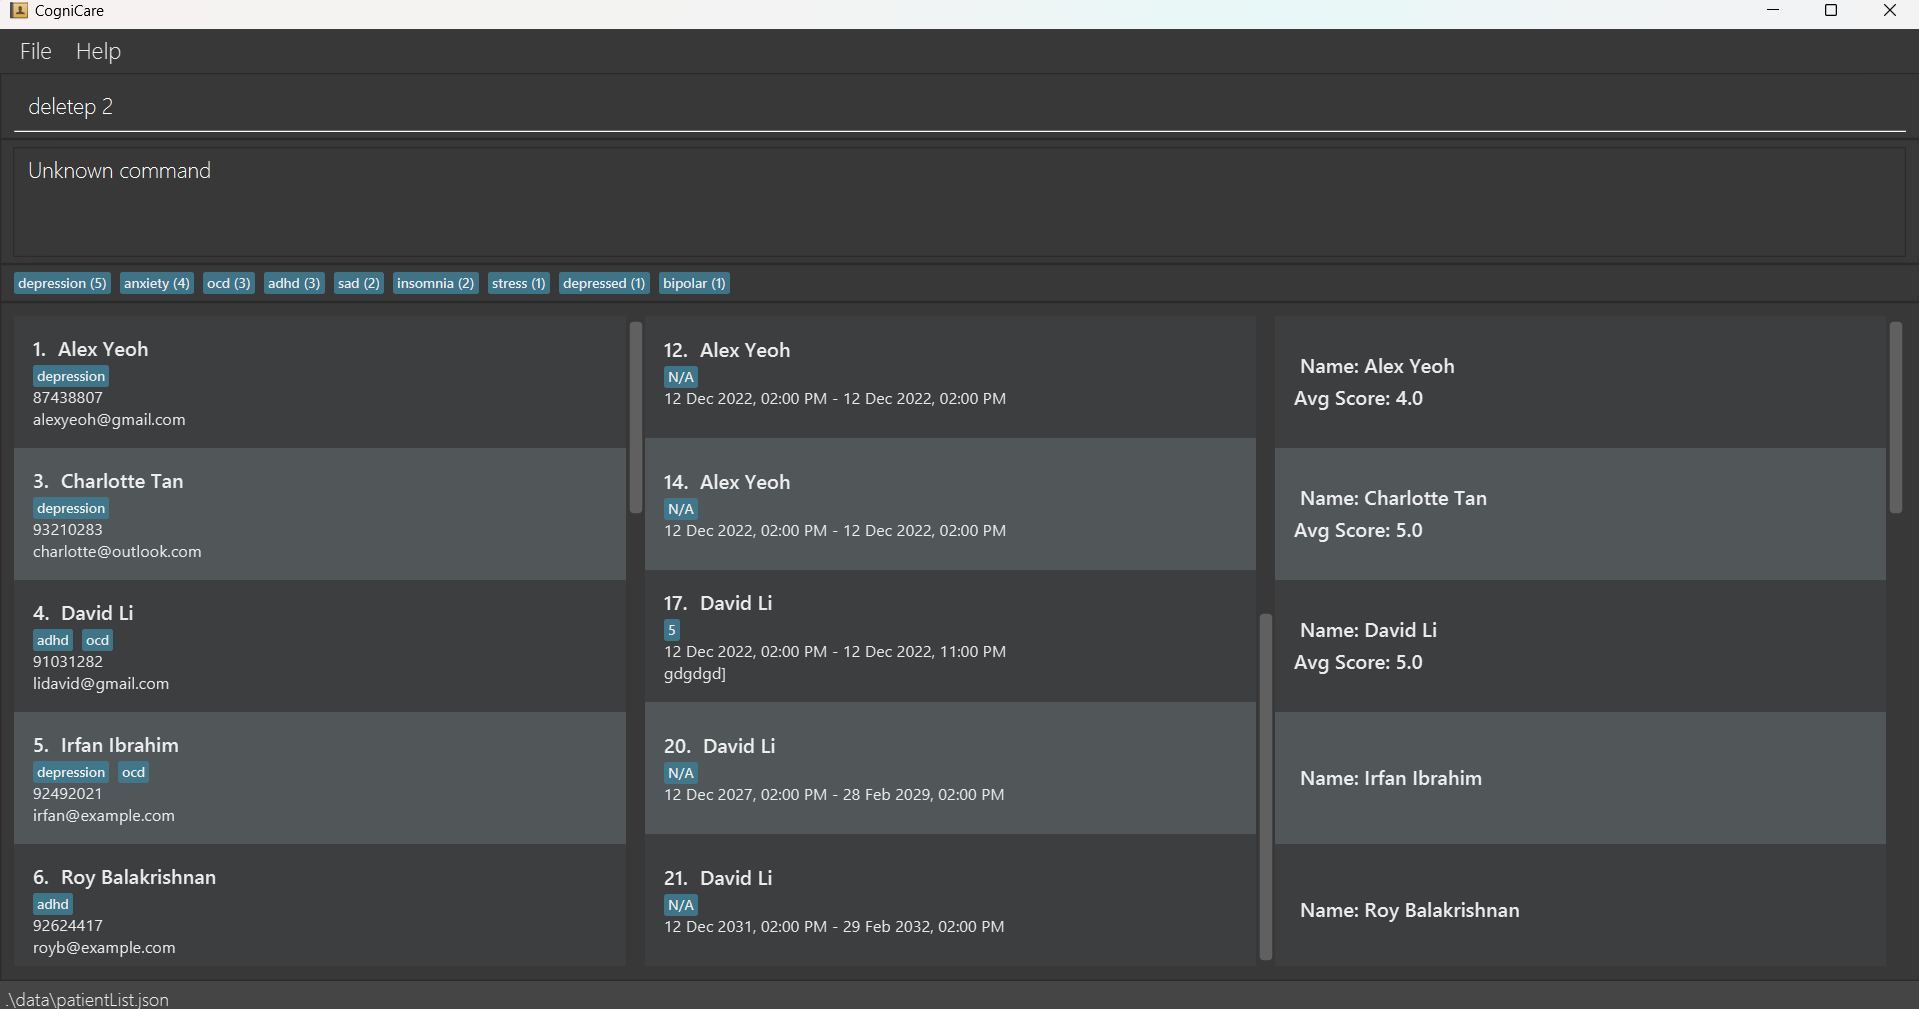 CogniCare
File Help
deletep 2
Unknown command
depression (5) anxiety (4) ocd (3) adhd (3) sad (2) insomnia (2) stress (1) depressed (1) bipolar (1)
1. Alex Yeoh
depression
87438807
alexyeoh@gmail.com
3. Charlotte Tan
depression
93210283
charlotte@outlook.com
4. David Li
adhd ocd
91031282
lidavid@gmail.com
5. Irfan Ibrahim
depression ocd
92492021
irfan@example.com
6. Roy Balakrishnan
adhd
92624417
royb@example.com
12. Alex Yeoh
N/A
12 Dec 2022, 02:00 PM - 12 Dec 2022, 02:00 PM
14. Alex Yeoh
N/A
12 Dec 2022, 02:00 PM - 12 Dec 2022, 02:00 PM
17. David Li
5
12 Dec 2022, 02:00 PM - 12 Dec 2022, 11:00 PM
gdgdgd]
20. David Li
N/A
12 Dec 2027, 02:00 PM - 28 Feb 2029, 02:00 PM
21. David Li
N/A
12 Dec 2031, 02:00 PM - 29 Feb 2032, 02:00 PM
Name: Alex Yeoh
Avg Score: 4.0
Name: Charlotte Tan
Avg Score: 5.0
Name: David Li
Avg Score: 5.0
Name: Irfan Ibrahim
Name: Roy Balakrishnan
.\data\patientList.json